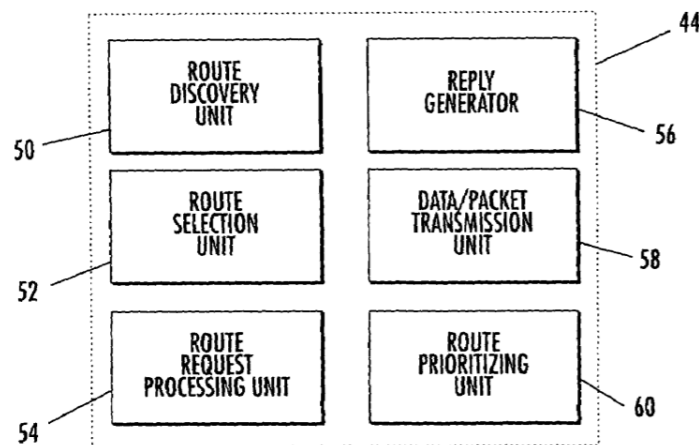 44
ROUTE
DISCOVERY
UNIT
50
REPLY
GENERATOR
56
ROUTE
SELECTION
UNIT
52
DATA/PACKET
TRANSMISSION
UNIT
58
ROUTE
REQUEST
PROCESSING UNIT
54
ROUTE
PRIORITIZING
UNIT
60